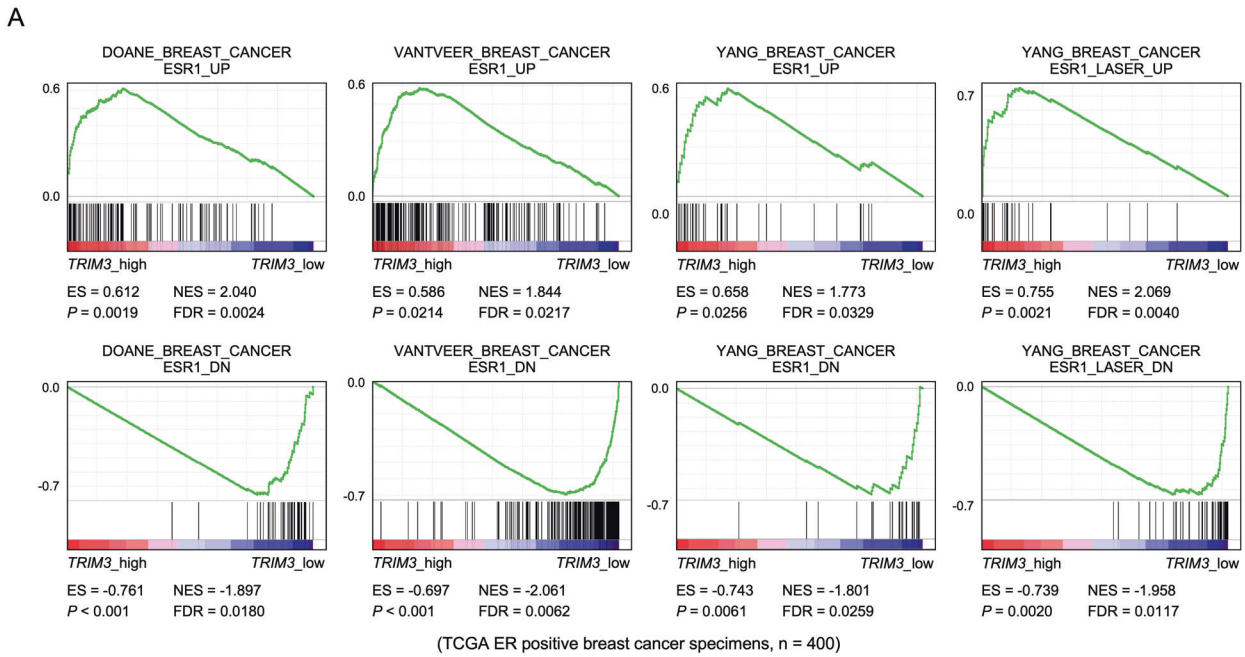 A
DOANE_BREAST_CANCER
ESR1_UP
0.6
0.0
TRIM3_high TRIM3_low
ES = 0.612 NES = 2.040
P = 0.0019 FDR = 0.0024
VANTVEER_BREAST_CANCER
ESR1_UP
0.6
0.0
TRIM3_high TRIM3_low
ES = 0.586 NES = 1.844
P = 0.0214 FDR = 0.0217
YANG_BREAST_CANCER
ESR1_UP
0.6
0.0
TRIM3_high TRIM3_low
ES = 0.658 NES = 1.773
P = 0.0256 FDR = 0.0329
YANG_BREAST_CANCER
ESR1_LASER_UP
0.7
0.0
TRIM3_high TRIM3_low
ES = 0.755 NES = 2.069
P = 0.0021 FDR = 0.0040
DOANE_BREAST_CANCER
ESR1_DN
0.0
-0.7
TRIM3_high TRIM3_low
ES = -0.761 NES = -1.897
P < 0.001 FDR = 0.0180
VANTVEER_BREAST_CANCER
ESR1_DN
0.0
-0.7
TRIM3_high TRIM3_low
ES = -0.697 NES = -2.061
P < 0.001 FDR = 0.0062
YANG_BREAST_CANCER
ESR1_DN
0.0
-0.7
TRIM3_high TRIM3_low
ES = -0.743 NES = -1.801
P = 0.0061 FDR = 0.0259
YANG_BREAST_CANCER
ESR1_LASER_DN
0.0
-0.7
TRIM3_high TRIM3_low
ES = -0.739 NES = -1.958
P = 0.0020 FDR = 0.0117
(TCGA ER positive breast cancer specimens, n = 400)